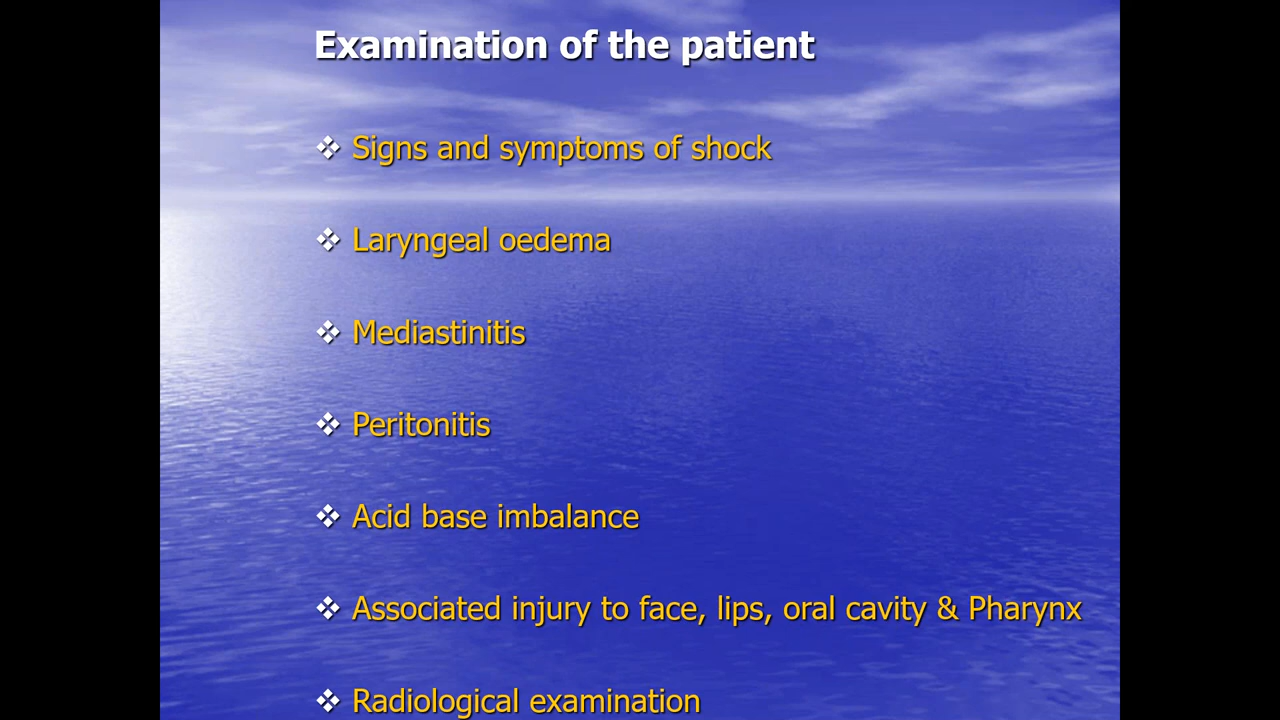 Examination of the patient
❖ Signs and symptoms of shock
❖ Laryngeal oedema
❖ Mediastinitis
❖ Peritonitis
❖ Acid base imbalance
❖ Associated injury to face, lips, oral cavity & Pharynx
❖ Radiological examination